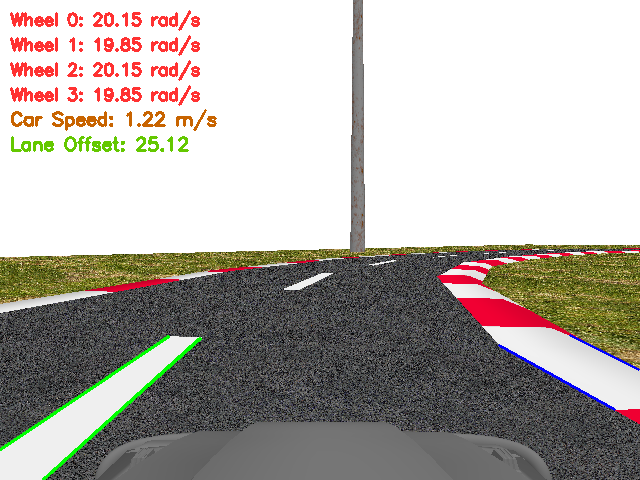 Wheel 0: 20.15 rad/s
Wheel 1: 19.85 rad/s
Wheel 2: 20.15 rad/s
Wheel 3: 19.85 rad/s
Car Speed: 1.22 m/s
Lane Offset: 25.12